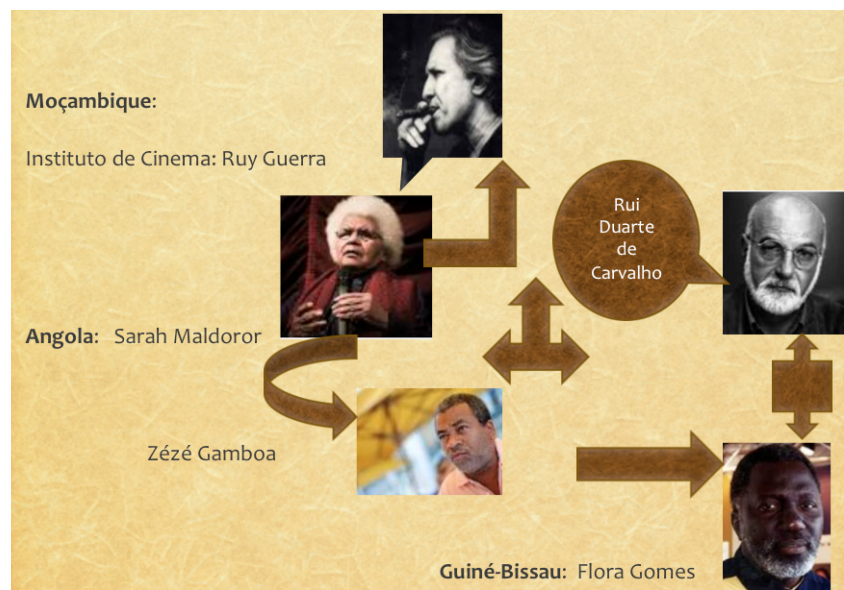 Moçambique:
Instituto de Cinema: Ruy Guerra
Rui
Duarte
de
Carvalho
Angola: Sarah Maldoror
Zézé Gamboa
Guiné-Bissau: Flora Gomes